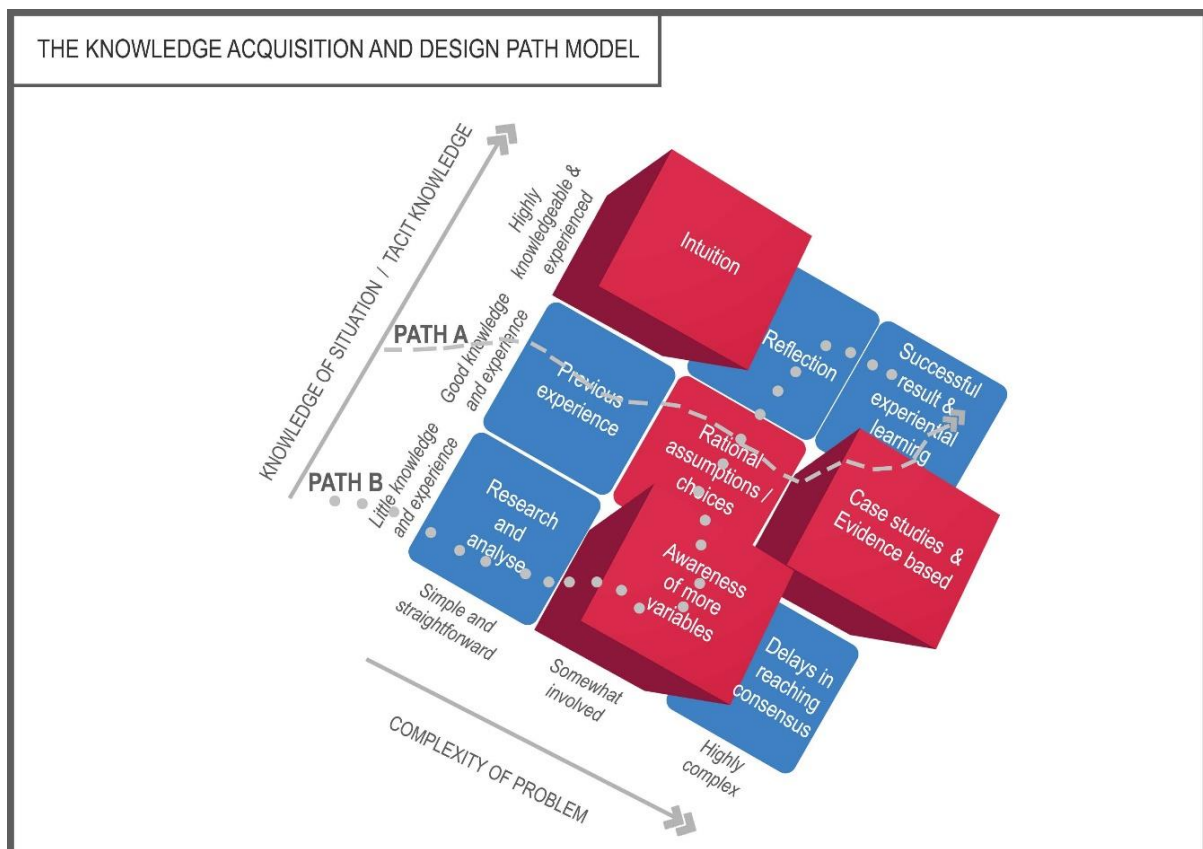 THE KNOWLEDGE ACQUISITION AND DESIGN PATH MODEL
KNOWLEDGE OF SITUATION / TACIT KNOWLEDGE
Highly
knowledgeable &
experienced
Good knowledge
and experience
Little knowledge
and experience
PATH A
PATH B
Intuition
Reflection
Successful
result &
experiential
learning
Previous
experience
Rational
assumptions /
choices
Case studies &
Evidence based
Research
and
analyse
Awareness
of more
variables
Delays in
reaching
consensus
Simple and
straightforward
Somewhat
involved
Highly
complex
COMPLEXITY OF PROBLEM